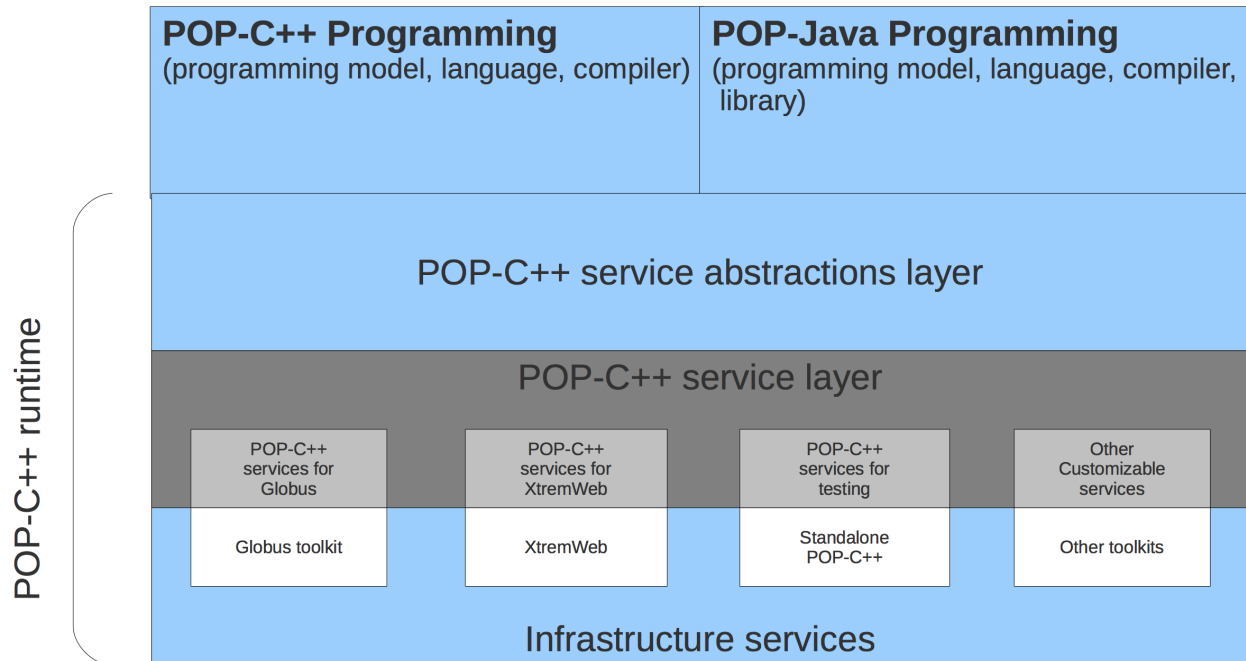 POP-C++ Programming
(programming model, language, compiler)
POP-Java Programming
(programming model, language, compiler,
library)
POP-C++ runtime
POP-C++ service abstractions layer
POP-C++ service layer
POP-C++
services for
Globus
POP-C++
services for
XtremWeb
POP-C++
services for
testing
Other
Customizable
services
Globus toolkit
XtremWeb
Standalone
POP-C++
Other toolkits
Infrastructure services